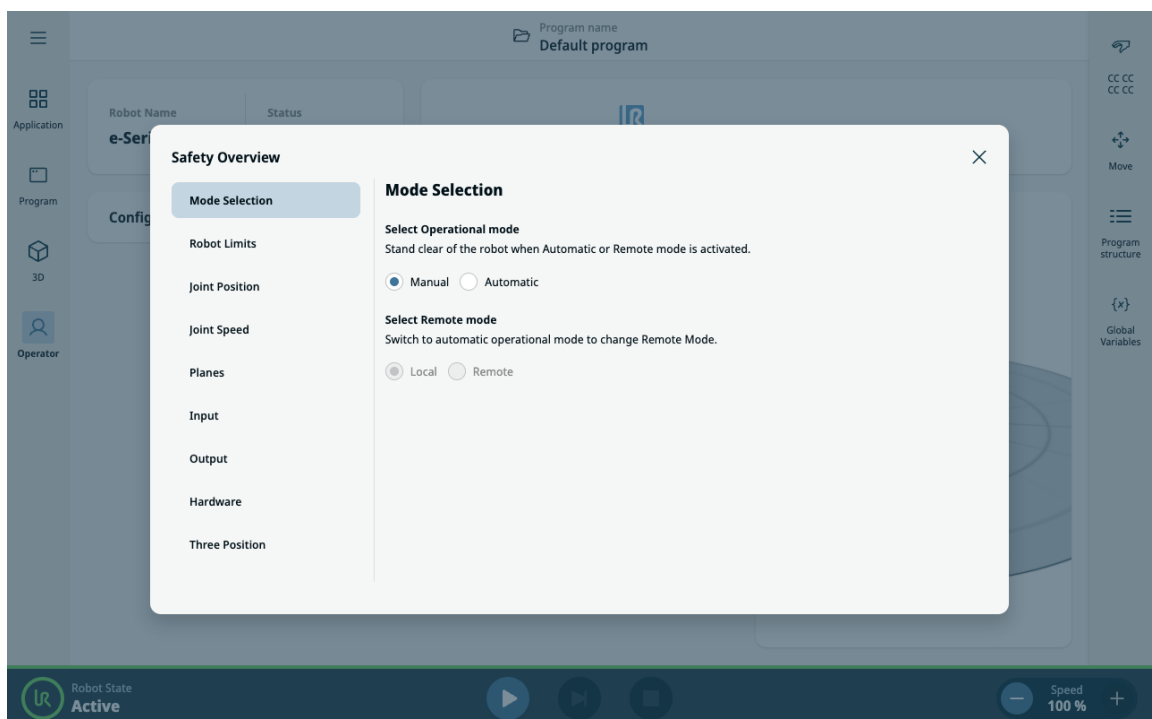 Program name
Default program
Application
Program
3D
Operator
Robot Name
Status
e-Seri
Config
Safety Overview
Mode Selection
Robot Limits
Joint Position
Joint Speed
Planes
Input
Output
Hardware
Three Position
Mode Selection
Select Operational mode
Stand clear of the robot when Automatic or Remote mode is activated.
Manual Automatic
Select Remote mode
Switch to automatic operational mode to change Remote Mode.
Local Remote
CC CC
CC CC
Move
Program
structure
{x}
Global
Variables
Robot State
Active
Speed
100 %